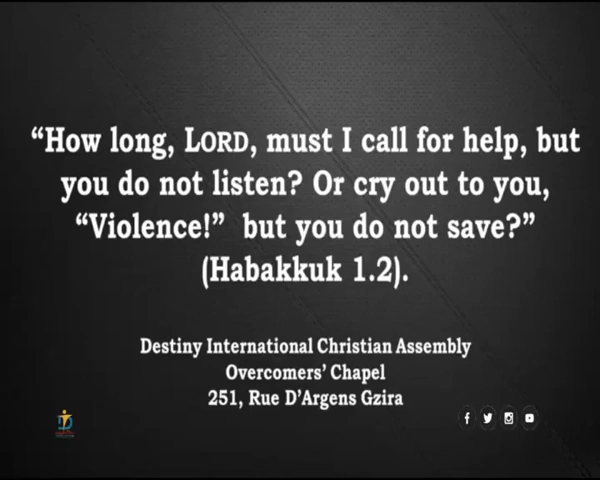 “How long, LORD, must I call for help, but
you do not listen? Or cry out to you,
“Violence!” but you do not save?”
(Habakkuk 1.2).
Destiny International Christian Assembly
Overcomers’ Chapel
251, Rue D’Argens Gzira